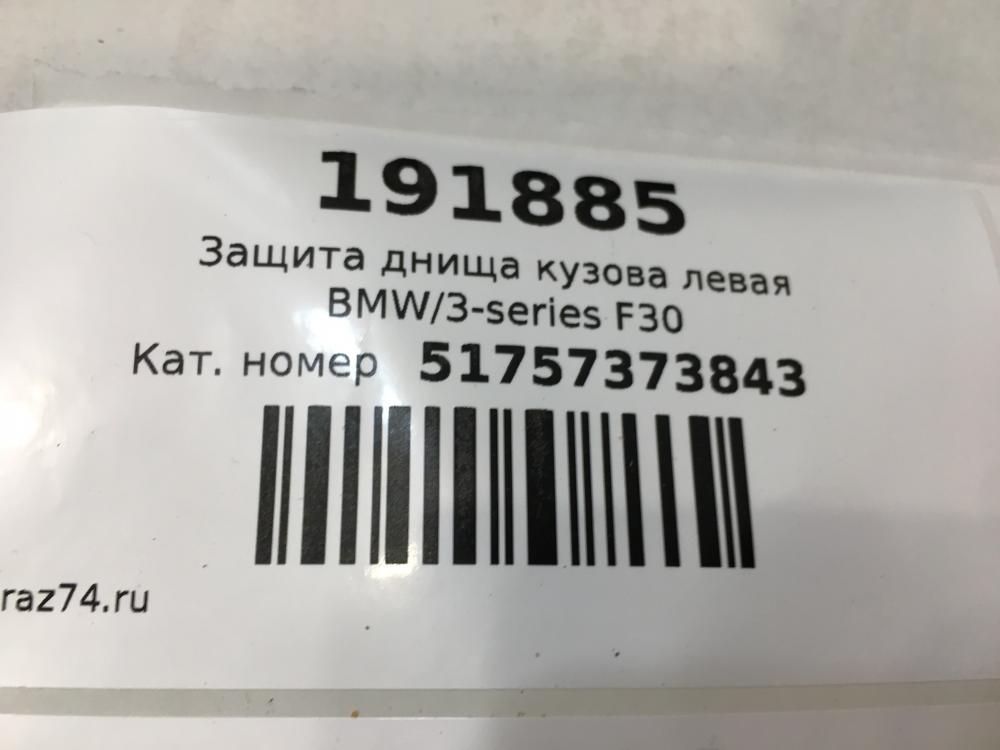 191885
Защита днища кузова левая
BMW/3-series F30
Кат. номер 51757373843
raz74.ru